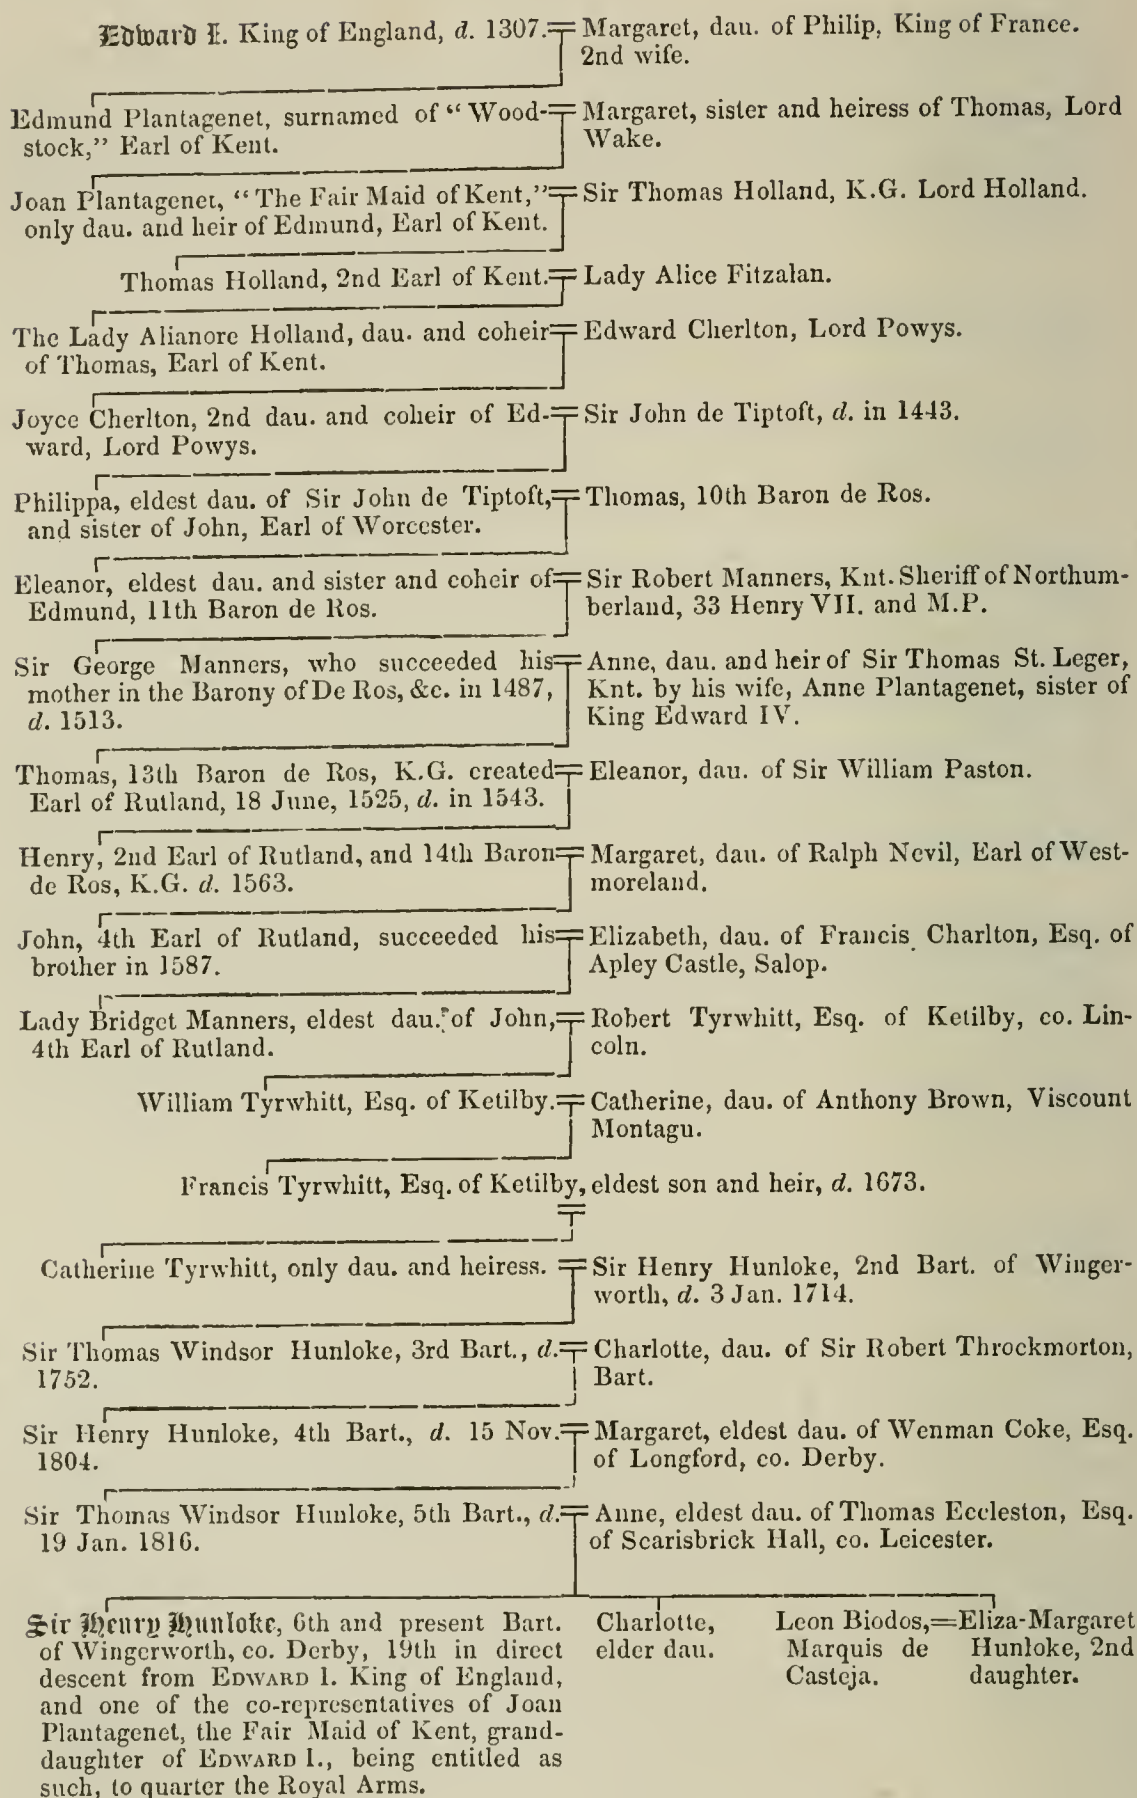 Edward I. King of England, d. 1307. = Margaret, dau. of Philip, King of France.
2nd wife.
Edmund Plantagenet, surnamed of "Wood- = Margaret, sister and heiress of Thomas, Lord
stock," Earl of Kent. Wake.
Joan Plantagenet, "The Fair Maid of Kent," = Sir Thomas Holland, K.G. Lord Holland.
only dau. and heir of Edmund, Earl of Kent.
Thomas Holland, 2nd Earl of Kent. = Lady Alice Fitzalan.
The Lady Alianore Holland, dau. and coheir = Edward Cherlton, Lord Powys.
of Thomas, Earl of Kent.
Joyce Cherlton, 2nd dau. and coheir of Ed- = Sir John de Tiptoft, d. in 1443.
ward, Lord Powys.
Philippa, eldest dau. of Sir John de Tiptoft, = Thomas, 10th Baron de Ros.
and sister of John, Earl of Worcester.
Eleanor, eldest dau. and sister and coheir of = Sir Robert Manners, Knt. Sheriff of Northum-
Edmund, 11th Baron de Ros. berland, 33 Henry VII. and M.P.
Sir George Manners, who succeeded his = Anne, dau. and heir of Sir Thomas St. Leger,
mother in the Barony of De Ros, &c. in 1487, Knt. by his wife, Anne Plantagenet, sister of
d. 1513. King Edward IV.
Thomas, 13th Baron de Ros, K.G. created = Eleanor, dau. of Sir William Paston.
Earl of Rutland, 18 June, 1525, d. in 1543.
Henry, 2nd Earl of Rutland, and 14th Baron = Margaret, dau. of Ralph Nevil, Earl of West-
de Ros, K.G. d. 1563. moreland.
John, 4th Earl of Rutland, succeeded his = Elizabeth, dau. of Francis Charlton, Esq. of
brother in 1587. Apley Castle, Salop.
Lady Bridget Manners, eldest dau. of John, = Robert Tyrwhitt, Esq. of Ketilby, co. Lin-
4th Earl of Rutland. coln.
William Tyrwhitt, Esq. of Ketilby. = Catherine, dau. of Anthony Brown, Viscount
Montagu.
Francis Tyrwhitt, Esq. of Ketilby, eldest son and heir, d. 1673.
=
Catherine Tyrwhitt, only dau. and heiress. = Sir Henry Hunloke, 2nd Bart. of Winger-
worth, d. 3 Jan. 1714.
Sir Thomas Windsor Hunloke, 3rd Bart., d. = Charlotte, dau. of Sir Robert Throckmorton,
1752. Bart.
Sir Henry Hunloke, 4th Bart., d. 15 Nov. = Margaret, eldest dau. of Wenman Coke, Esq.
1804. of Longford, co. Derby.
Sir Thomas Windsor Hunloke, 5th Bart., d. = Anne, eldest dau. of Thomas Eccleston, Esq.
19 Jan. 1816. of Scarisbrick Hall, co. Leicester.
Sir Henry Hunloke, 6th and present Bart.
of Wingerworth, co. Derby, 19th in direct
descent from EDWARD I. King of England,
and one of the co-representatives of Joan
Plantagenet, the Fair Maid of Kent, grand-
daughter of EDWARD I., being entitled as
such, to quarter the Royal Arms.
Charlotte,
elder dau.
Leon Biodos, = Eliza-Margaret
Marquis de Hunloke, 2nd
Casteja. daughter.